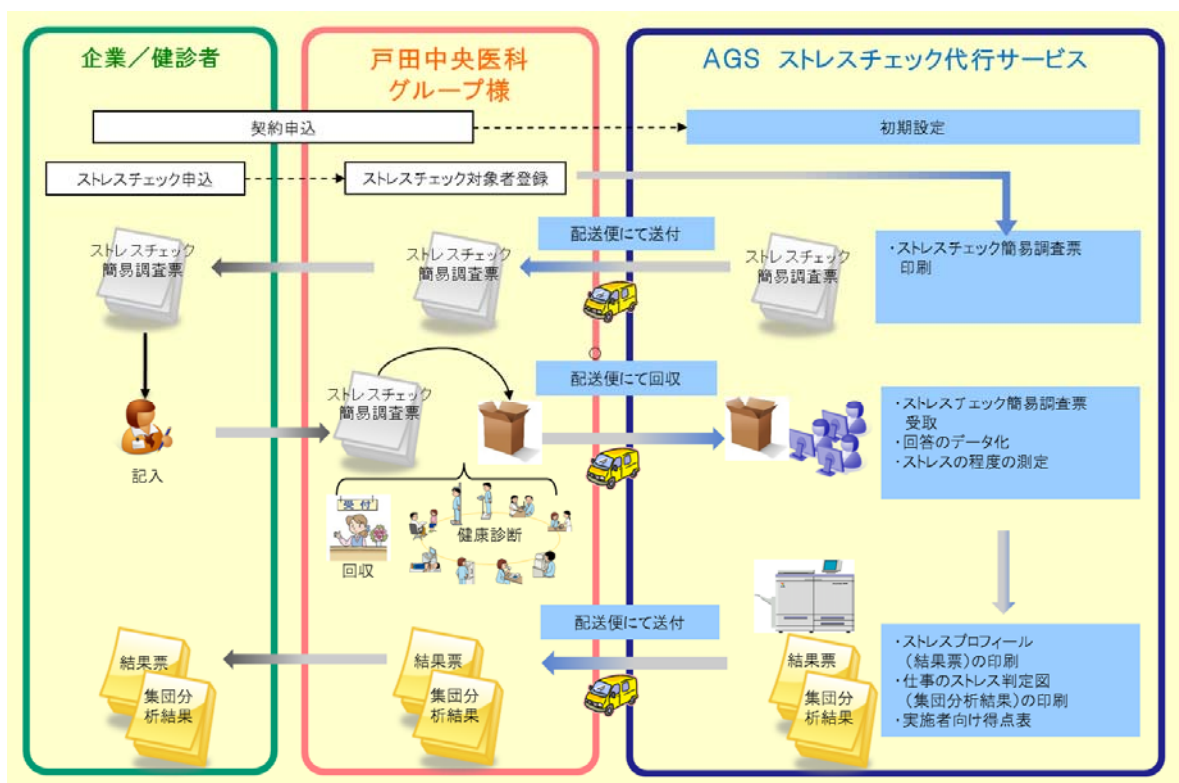 企業／健診者
戸田中央医科
グループ様
AGS ストレスチェック代行サービス
契約申込
初期設定
ストレスチェック申込
ストレスチェック対象者登録
ストレスチェック
簡易調査票
ストレスチェック
簡易調査票
配送便にて送付
ストレスチェック
簡易調査票
・ストレスチェック簡易調査票
印刷
ストレスチェック
簡易調査票
配送便にて回収
・ストレスチェック簡易調査票
受取
・回答のデータ化
・ストレスの程度の測定
記入
受付
回収
健康診断
配送便にて送付
結果票
集団分
析結果
結果票
集団分
析結果
結果票
集団分
析結果
・ストレスプロフィール
（結果票）の印刷
・仕事のストレス判定図
（集団分析結果）の印刷
・実施者向け得点表